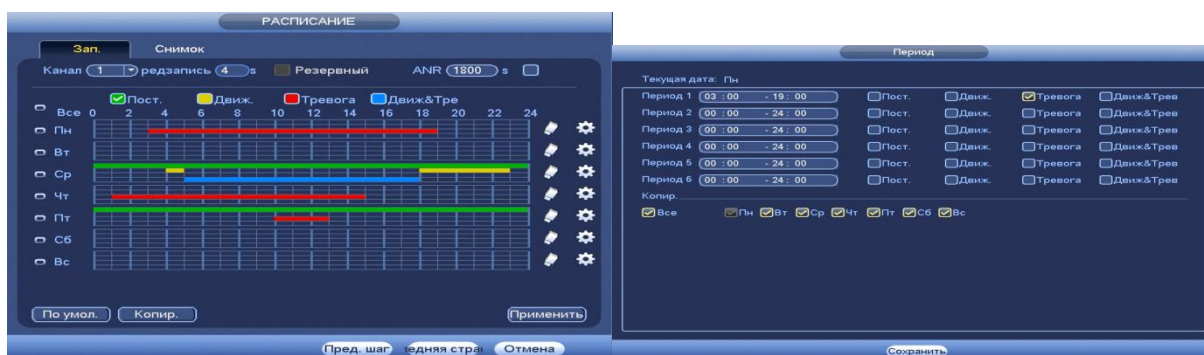 РАСПИСАНИЕ
Зап. Снимок
Канал 1 редзапись 4 s Резервный ANR 1800 s
Пост. Движ. Тревога Движ&Тре
Все 0 2 4 6 8 10 12 14 16 18 20 22 24
Пн
Вт
Ср
Чт
Пт
Сб
Вс
По умол. Копир. Применить
Пред. шаг едняя стра Отмена
Период
Текущая дата: Пн
Период 1 03 :00 - 19: 00 Пост. Движ. Тревога Движ&Трев
Период 2 00 :00 - 24: 00 Пост. Движ. Тревога Движ&Трев
Период 3 00 :00 - 24: 00 Пост. Движ. Тревога Движ&Трев
Период 4 00 :00 - 24: 00 Пост. Движ. Тревога Движ&Трев
Период 5 00 :00 - 24: 00 Пост. Движ. Тревога Движ&Трев
Период 6 00 :00 - 24: 00 Пост. Движ. Тревога Движ&Трев
Копир.
Все Пн Вт Ср Чт Пт Сб Вс
Сохранить